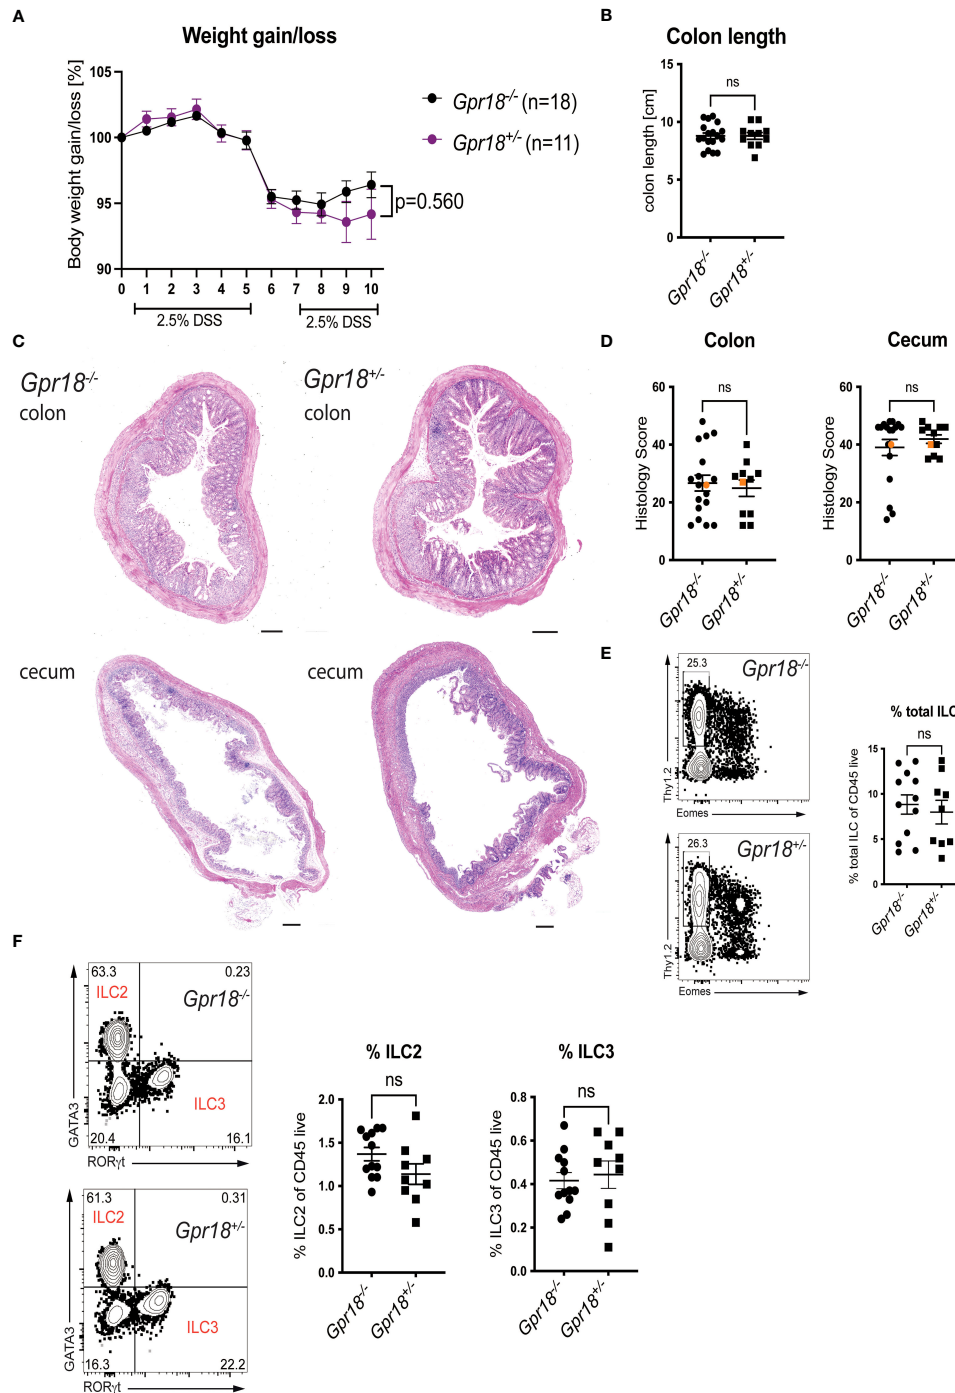 A
Weight gain/loss
Body weight gain/loss [%]
105
100
95
90
0 1 2 3 4 5 6 7 8 9 10
2.5% DSS 2.5% DSS
Gpr18-/- (n=18)
Gpr18+/- (n=11)
p=0.560
B
Colon length
colon length [cm]
15
10
5
0
ns
Gpr18-/- Gpr18+/-
C
Gpr18-/-
colon
Gpr18+/-
colon
cecum
cecum
D
Colon
Histology Score
60
40
20
0
ns
Gpr18-/- Gpr18+/-
Cecum
Histology Score
60
40
20
0
ns
Gpr18-/- Gpr18+/-
E
25.3
Gpr18-/-
Thy1.2
Eomes
26.3
Gpr18+/-
Thy1.2
Eomes
% total ILC
% total ILC of CD45 live
15
10
5
0
ns
Gpr18-/- Gpr18+/-
F
63.3 0.23
ILC2
Gpr18-/-
ILC3
20.4 16.1
GATA3
RORγt
61.3 0.31
ILC2
Gpr18+/-
ILC3
16.3 22.2
GATA3
RORγt
% ILC2
% ILC2 of CD45 live
2.0
1.5
1.0
0.5
0.0
ns
Gpr18-/- Gpr18+/-
% ILC3
% ILC3 of CD45 live
0.8
0.6
0.4
0.2
0.0
ns
Gpr18-/- Gpr18+/-